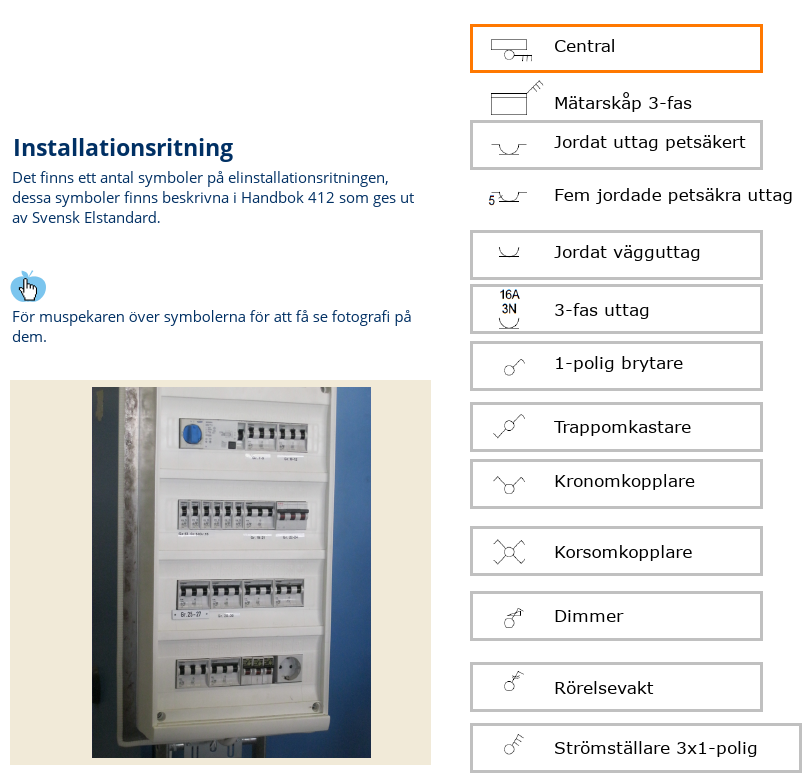 Installationsritning
Det finns ett antal symboler på elinstallationsritningen,
dessa symboler finns beskrivna i Handbok 412 som ges ut
av Svensk Elstandard.
För muspekaren över symbolerna för att få se fotografi på
dem.
Gr.25-27
Central
Mätarskåp 3-fas
Jordat uttag petsäkert
5
Fem jordade petsäkra uttag
Jordat vägguttag
16A
3N
3-fas uttag
1-polig brytare
Trappomkastare
Kronomkopplare
Korsomkopplare
Dimmer
Rörelsevakt
Strömställare 3x1-polig